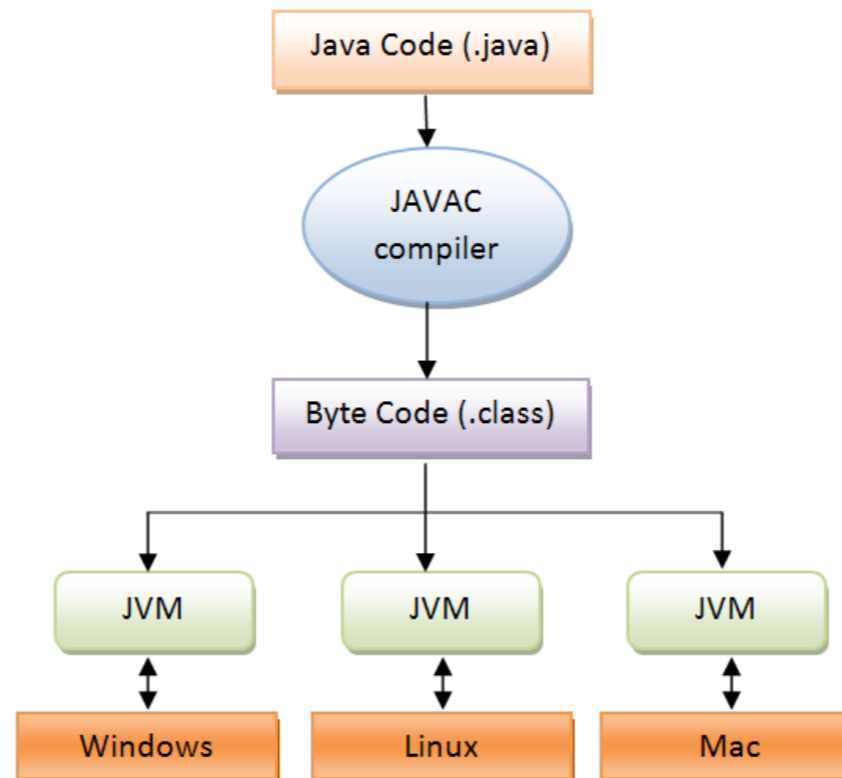 Java Code (.java)
JAVAC
compiler
Byte Code (.class)
JVM
JVM
JVM
Windows
Linux
Mac